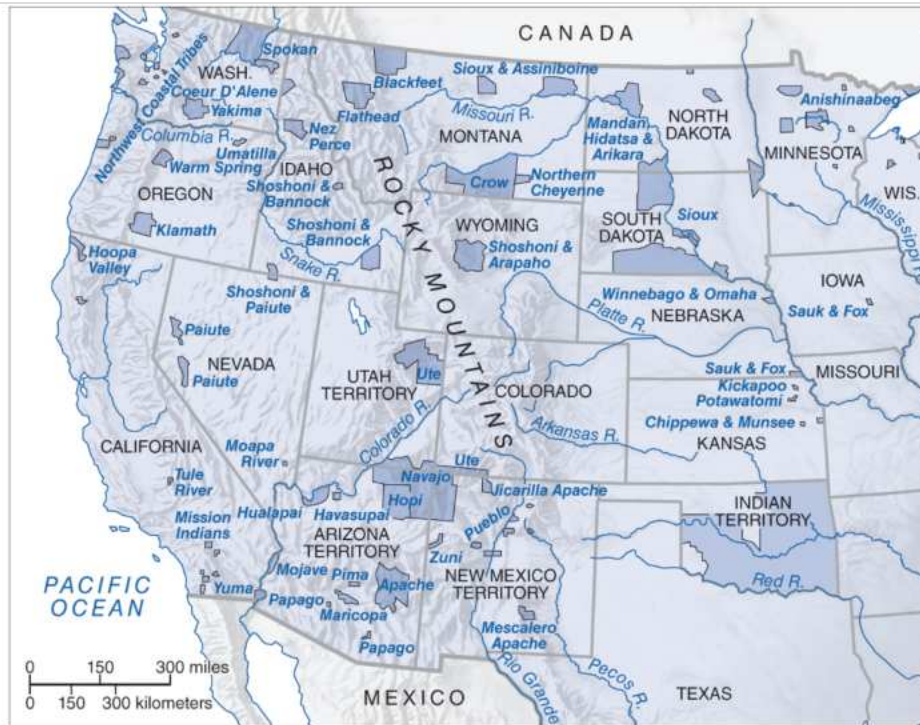 CANADA
Northwest Coastal Tribes
Spokan
WASH.
Coeur D'Alene
Yakima
Columbia R.
Umatilla
Warm Spring
OREGON
Klamath
Hoopa
Valley
Nez
Perce
IDAHO
Shoshoni &
Bannock
Shoshoni &
Bannock
Snake R.
Shoshoni &
Paiute
Blackfeet
Flathead
Sioux & Assiniboine
Missouri R.
MONTANA
Crow
Northern
Cheyenne
Mandan,
Hidatsa &
Arikara
NORTH
DAKOTA
Anishinaabeg
MINNESOTA
WIS.
Mississippi
ROCKY MOUNTAINS
WYOMING
Shoshoni &
Arapaho
SOUTH
DAKOTA
Sioux
IOWA
Sauk & Fox
Winnebago & Omaha
NEBRASKA
Platte R.
Paiute
NEVADA
Paiute
UTAH
TERRITORY
Ute
COLORADO
Colorado R.
Arkansas R.
Sauk & Fox
Kickapoo
Potawatomi
Chippewa & Munsee
KANSAS
MISSOURI
CALIFORNIA
Moapa
River
Tule
River
Mission
Indians
Yuma
Hualapai
Havasupai
Navajo
Hopi
Ute
Jicarilla Apache
Pueblo
Zuni
ARIZONA
TERRITORY
Mojave
Pima
Apache
Papago
Maricopa
Papago
NEW MEXICO
TERRITORY
Mescalero
Apache
INDIAN
TERRITORY
Red R.
Rio Grande
Pecos R.
TEXAS
MEXICO
PACIFIC
OCEAN
0 150 300 miles
0 150 300 kilometers